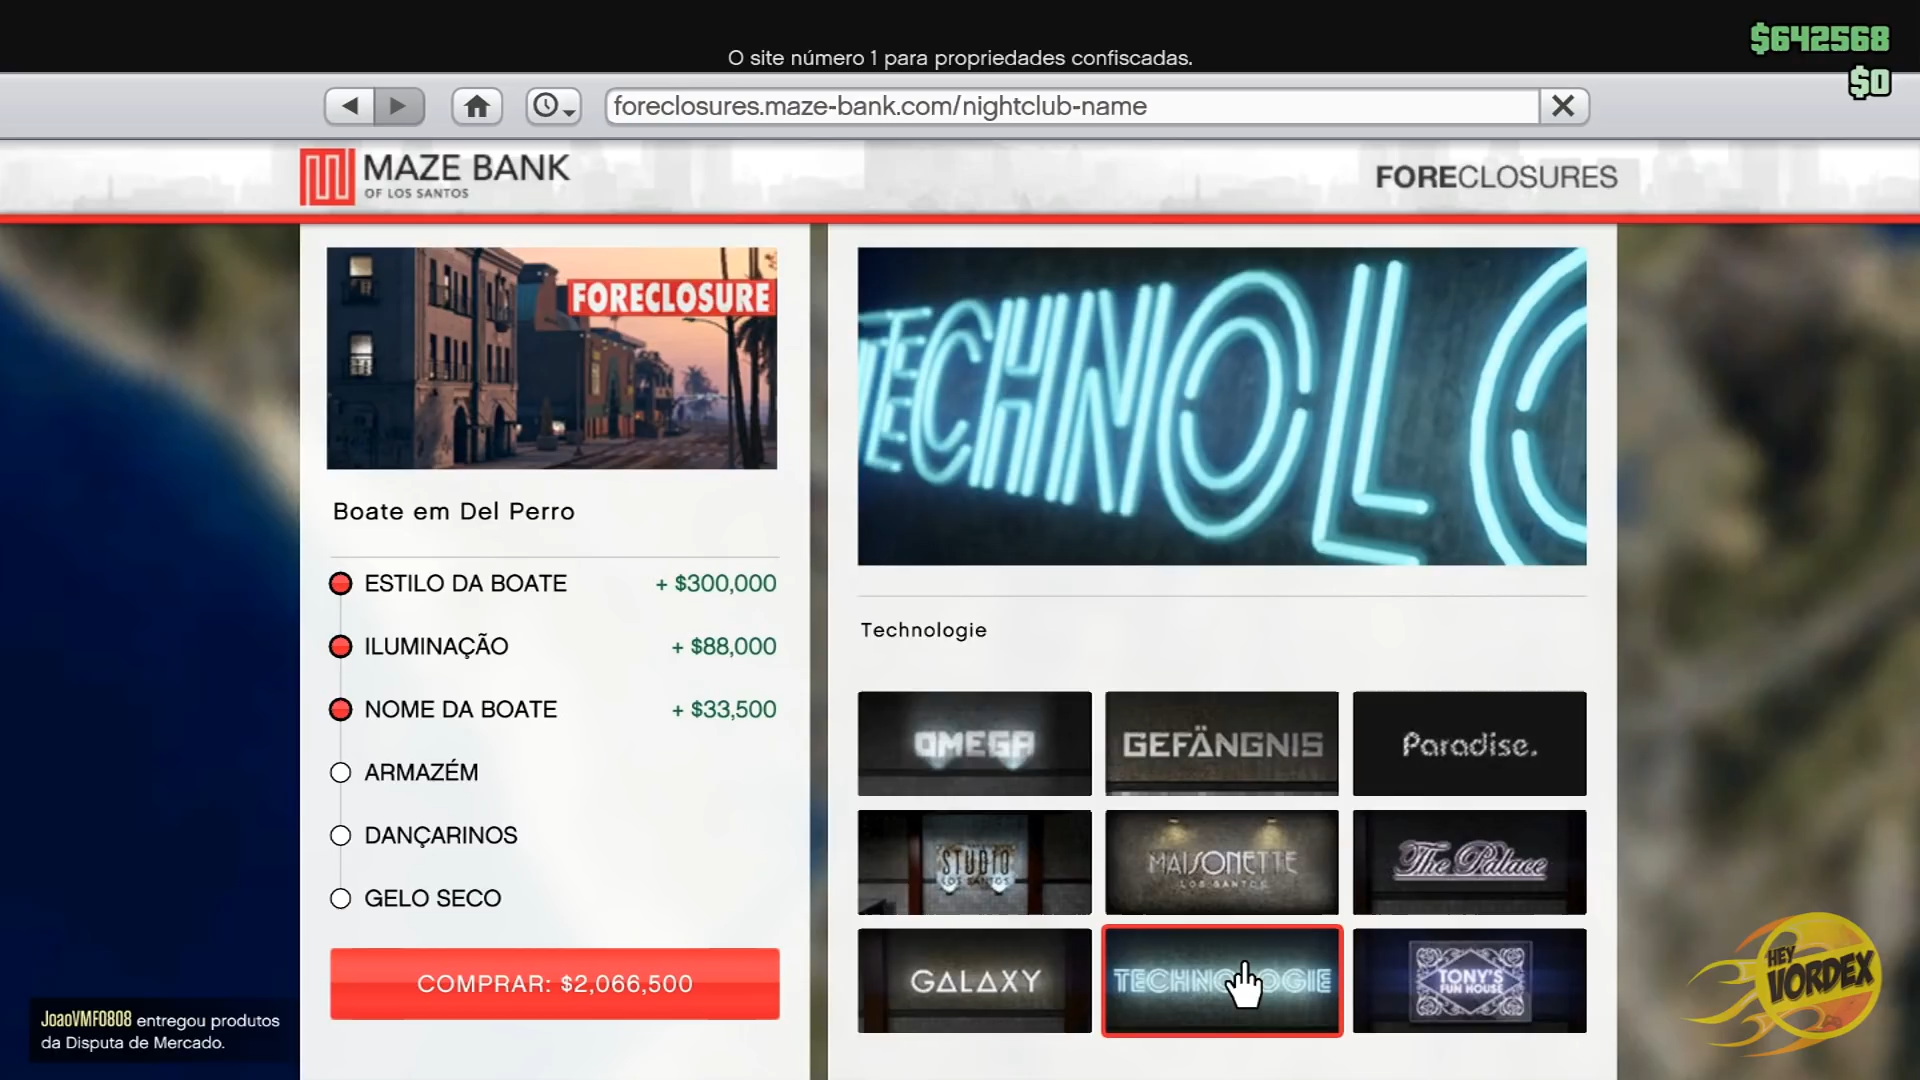 $642568
O site número 1 para propriedades confiscadas.
$0
foreclosures.maze-bank.com/nightclub-name
MAZE BANK
OF LOS SANTOS
FORECLOSURES
FORECLOSURE
TECHNOLO
Boate em Del Perro
ESTILO DA BOATE + $300,000
ILUMINAÇÃO + $88,000
NOME DA BOATE + $33,500
ARMAZÉM
DANÇARINOS
GELO SECO
COMPRAR: $2,066,500
Technologie
OMEGA
GEFÄNGNIS
Paradise.
STUDIO
LOS SANTOS
MAISONETTE
LOS SANTOS
The Palace
GALAXY
TECHNOLOGIE
TONY'S
FUN HOUSE
JoaoVMF0808 entregou produtos
da Disputa de Mercado.
HEY
VORDEX